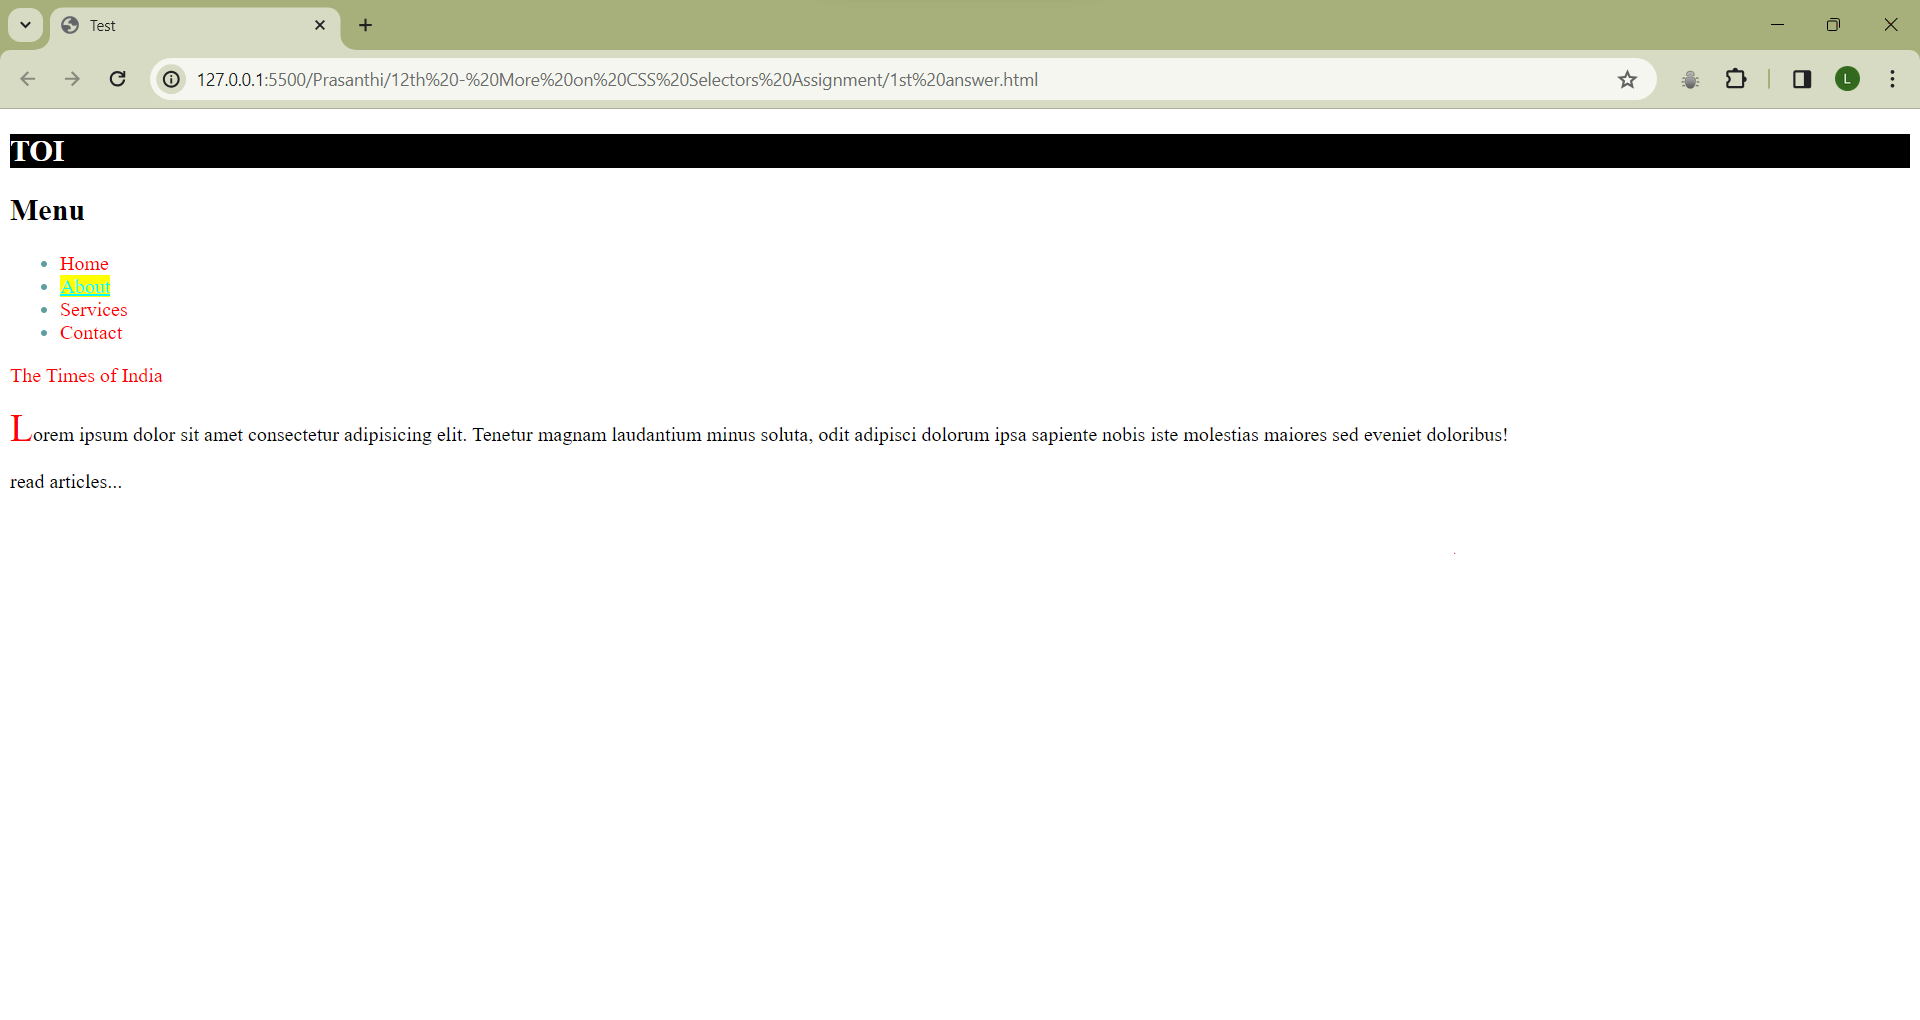 Test
127.0.0.1:5500/Prasanthi/12th%20-%20More%20on%20CSS%20Selectors%20Assignment/1st%20answer.html
L
TOI
Menu
Home
About
Services
Contact
The Times of India
Lorem ipsum dolor sit amet consectetur adipisicing elit. Tenetur magnam laudantium minus soluta, odit adipisci dolorum ipsa sapiente nobis iste molestias maiores sed eveniet doloribus!
read articles...